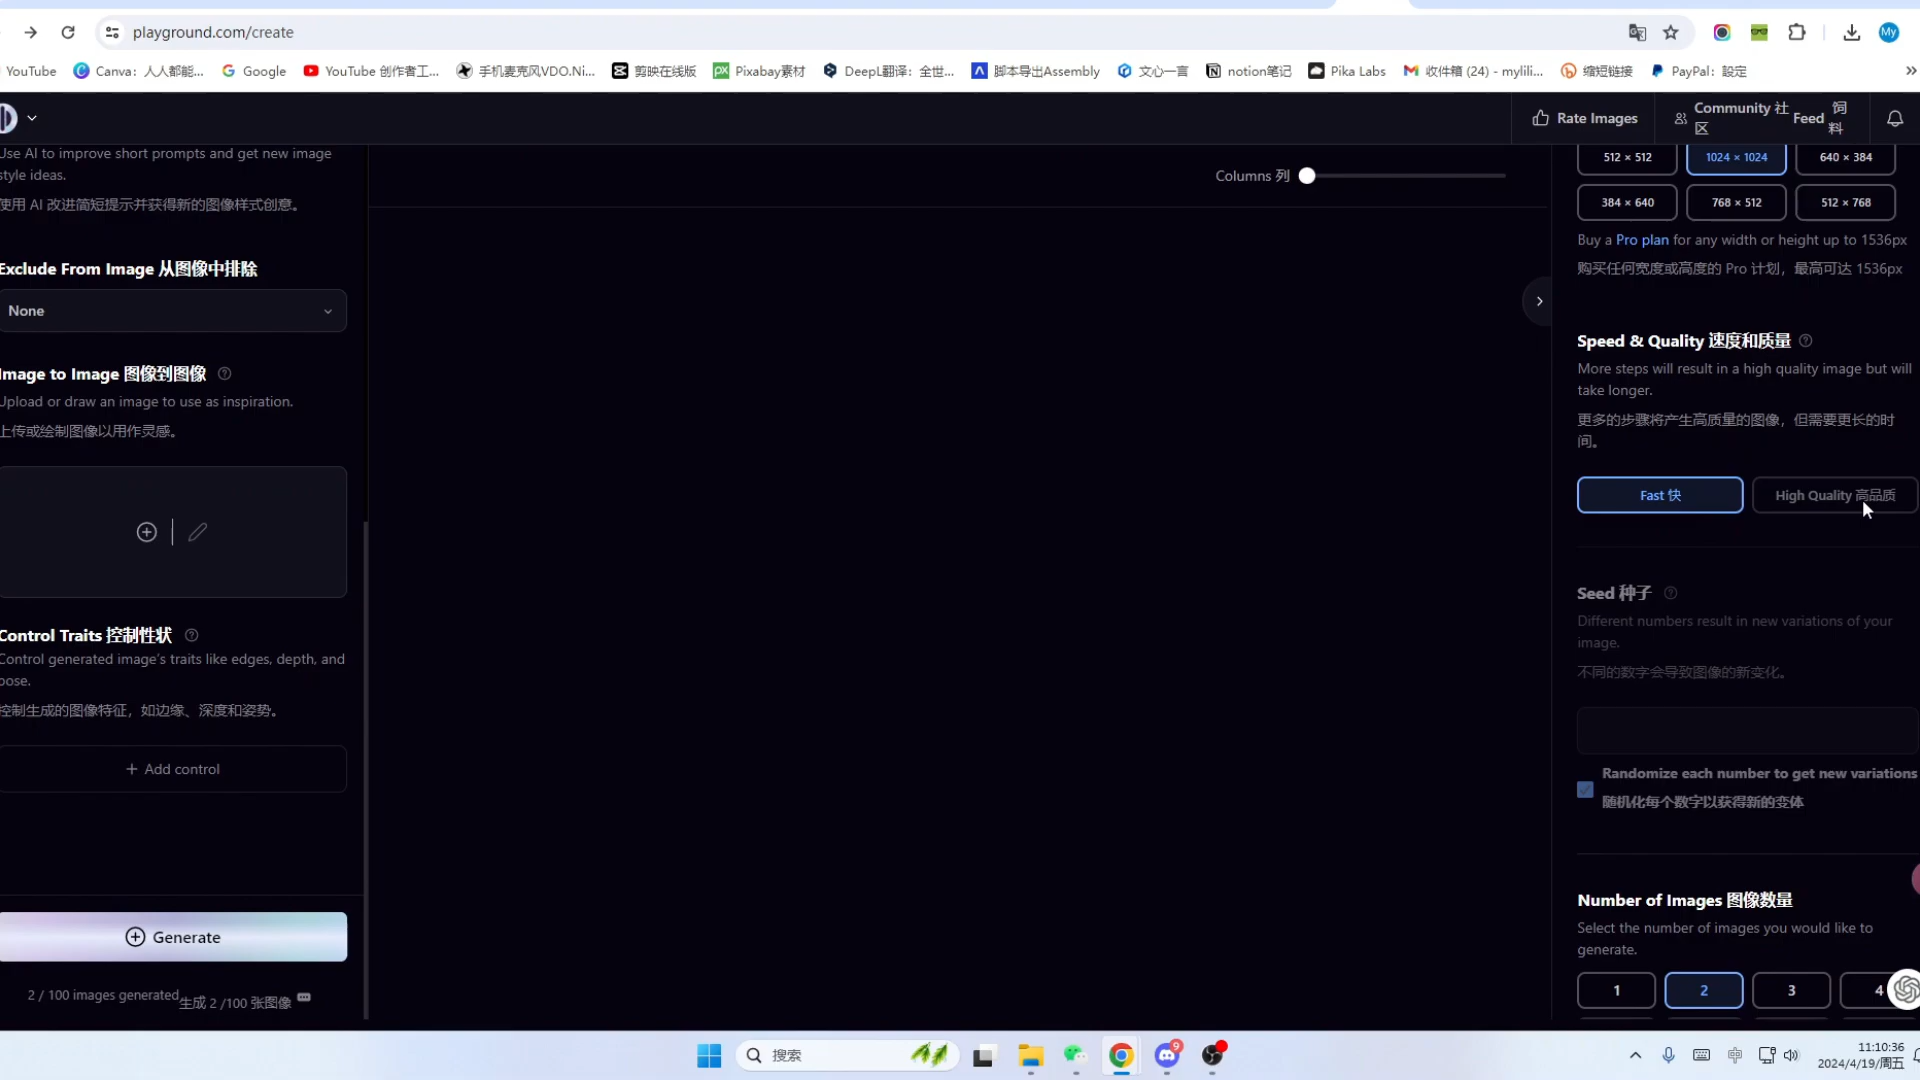 playground.com/create
My
YouTube
Canva：人人都能...
Google
YouTube 创作者工...
手机麦克风VDO.Ni...
剪映在线版
Pixabay素材
DeepL翻译：全世...
脚本导出Assembly
文心一言
notion笔记
Pika Labs
收件箱 (24) - mylili...
缩短链接
PayPal：設定
Rate Images
Community 社区
Feed 饲料
Use AI to improve short prompts and get new image
style ideas.
使用 AI 改进简短提示并获得新的图像样式创意。
Exclude From Image 从图像中排除
None
Image to Image 图像到图像
Upload or draw an image to use as inspiration.
上传或绘制图像以用作灵感。
Control Traits 控制性状
Control generated image's traits like edges, depth, and
pose.
控制生成的图像特征，如边缘、深度和姿势。
+ Add control
Generate
2 / 100 images generated
生成 2 /100 张图像
Columns 列
512 × 512
1024 × 1024
640 × 384
384 × 640
768 × 512
512 × 768
Buy a Pro plan for any width or height up to 1536px
购买任何宽度或高度的 Pro 计划，最高可达 1536px
Speed & Quality 速度和质量
More steps will result in a high quality image but will
take longer.
更多的步骤将产生高质量的图像，但需要更长的时
间。
Fast 快
High Quality 高品质
Seed 种子
Different numbers result in new variations of your
image.
不同的数字会导致图像的新变化。
Randomize each number to get new variations
随机化每个数字以获得新的变体
Number of Images 图像数量
Select the number of images you would like to
generate.
1
2
3
4
搜索
9
中
11:10:36
2024/4/19/周五